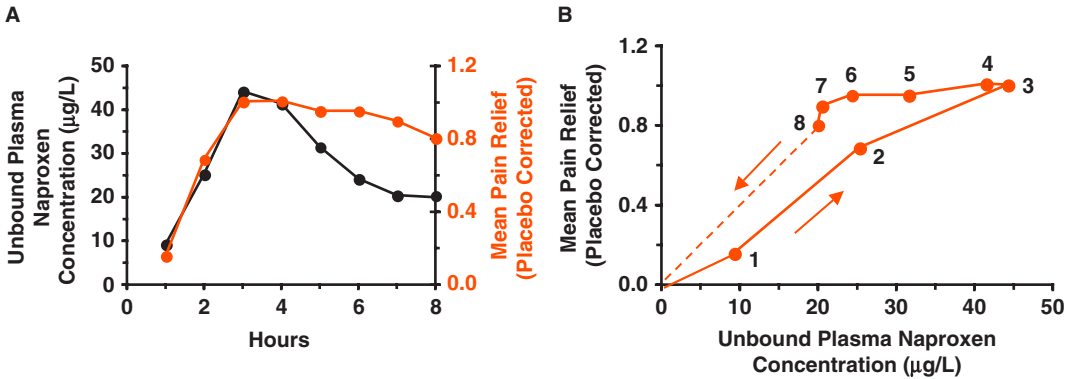 A
Unbound Plasma
Naproxen
Concentration (μg/L)
50
40
30
20
10
0
1.2
0.8
0.4
0.0
Mean Pain Relief
(Placebo Corrected)
0
2
4
6
8
Hours
B
Mean Pain Relief
(Placebo Corrected)
1.2
0.8
0.4
0.0
1
2
3
4
5
6
7
8
0
10
20
30
40
50
Unbound Plasma Naproxen
Concentration (μg/L)